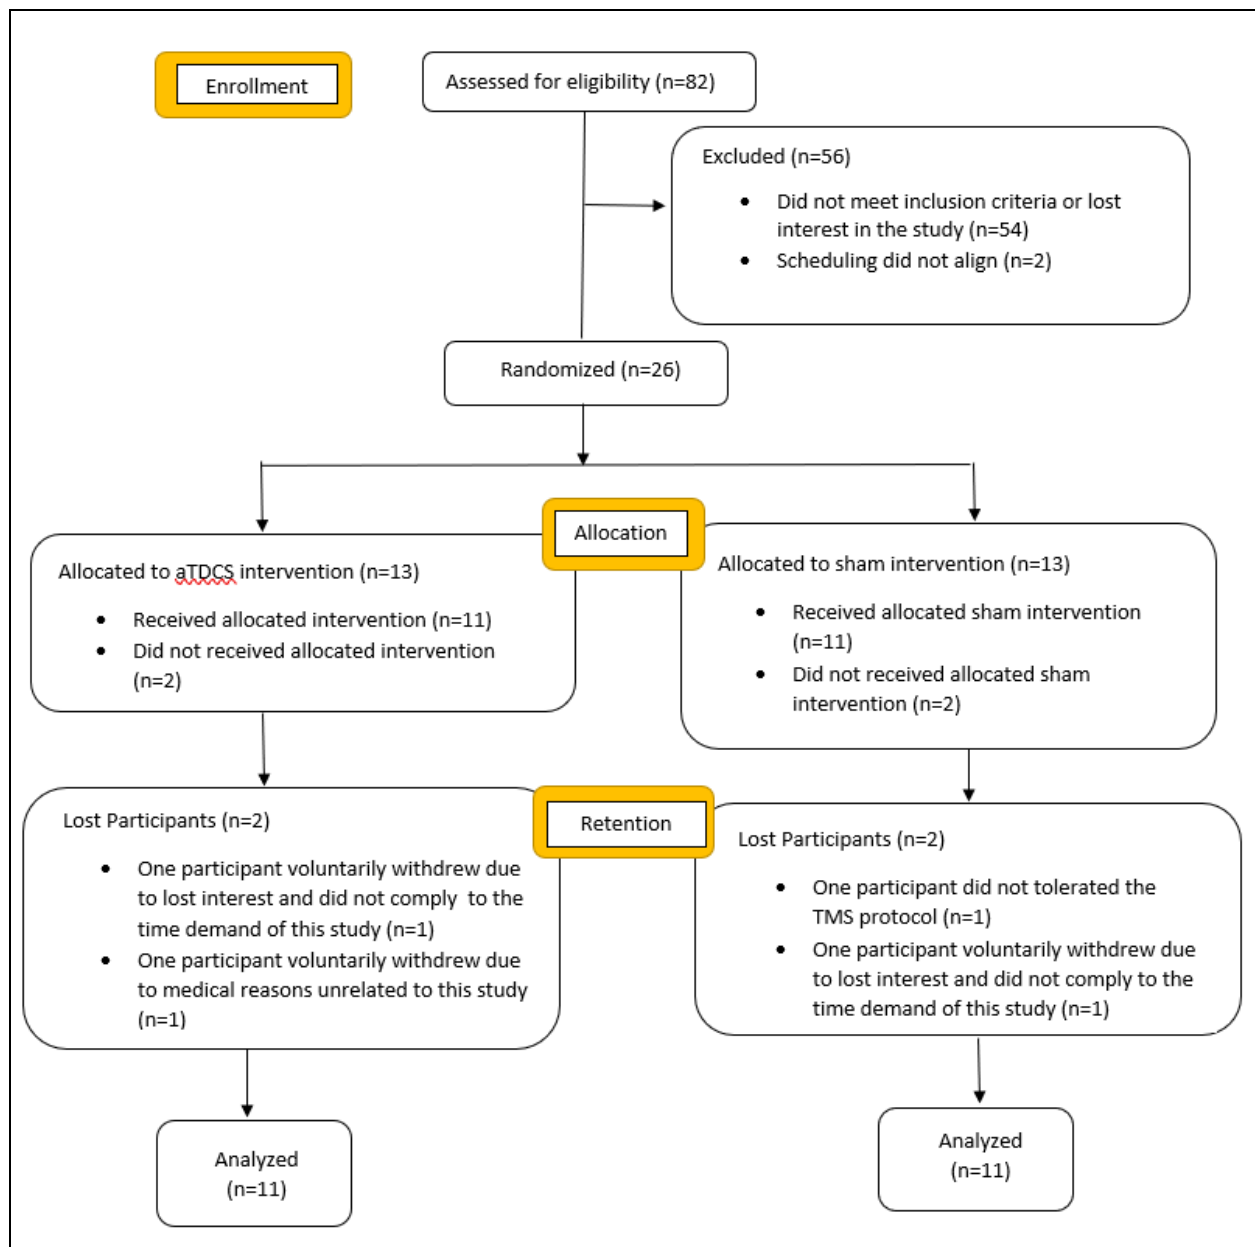 Enrollment
Assessed for eligibility (n=82)
Excluded (n=56)
• Did not meet inclusion criteria or lost
interest in the study (n=54)
• Scheduling did not align (n=2)
Randomized (n=26)
Allocation
Allocated to aTDCS intervention (n=13)
• Received allocated intervention (n=11)
• Did not received allocated intervention
(n=2)
Allocated to sham intervention (n=13)
• Received allocated sham intervention
(n=11)
• Did not received allocated sham
intervention (n=2)
Retention
Lost Participants (n=2)
• One participant voluntarily withdrew due
to lost interest and did not comply  to the
time demand of this study (n=1)
• One participant voluntarily withdrew due
to medical reasons unrelated to this study
(n=1)
Lost Participants (n=2)
• One participant did not tolerated the
TMS protocol (n=1)
• One participant voluntarily withdrew due
to lost interest and did not comply to the
time demand of this study (n=1)
Analyzed
(n=11)
Analyzed
(n=11)